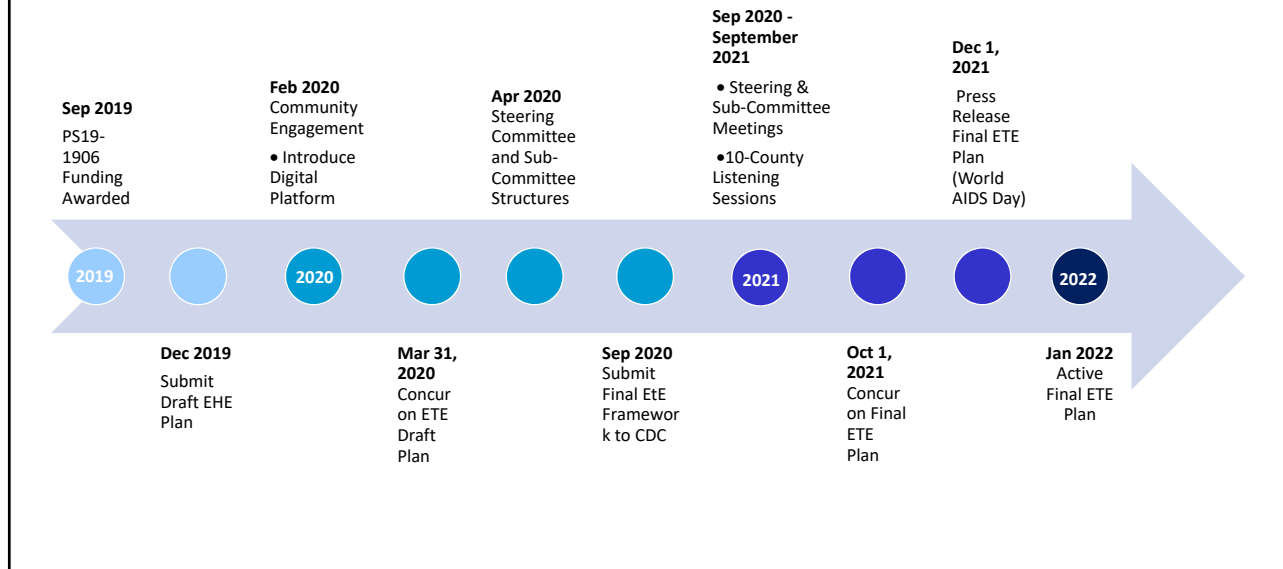 Sep 2019
PS19-
1906
Funding
Awarded
Feb 2020
Community
Engagement
• Introduce
Digital
Platform
Apr 2020
Steering
Committee
and Sub-
Committee
Structures
Sep 2020 -
September
2021
• Steering &
Sub-Committee
Meetings
•10-County
Listening
Sessions
Dec 1,
2021
Press
Release
Final ETE
Plan
(World
AIDS Day)
2019
2020
2021
2022
Dec 2019
Submit
Draft EHE
Plan
Mar 31,
2020
Concur
on ETE
Draft
Plan
Sep 2020
Submit
Final EtE
Framewor
k to CDC
Oct 1,
2021
Concur
on Final
ETE
Plan
Jan 2022
Active
Final ETE
Plan